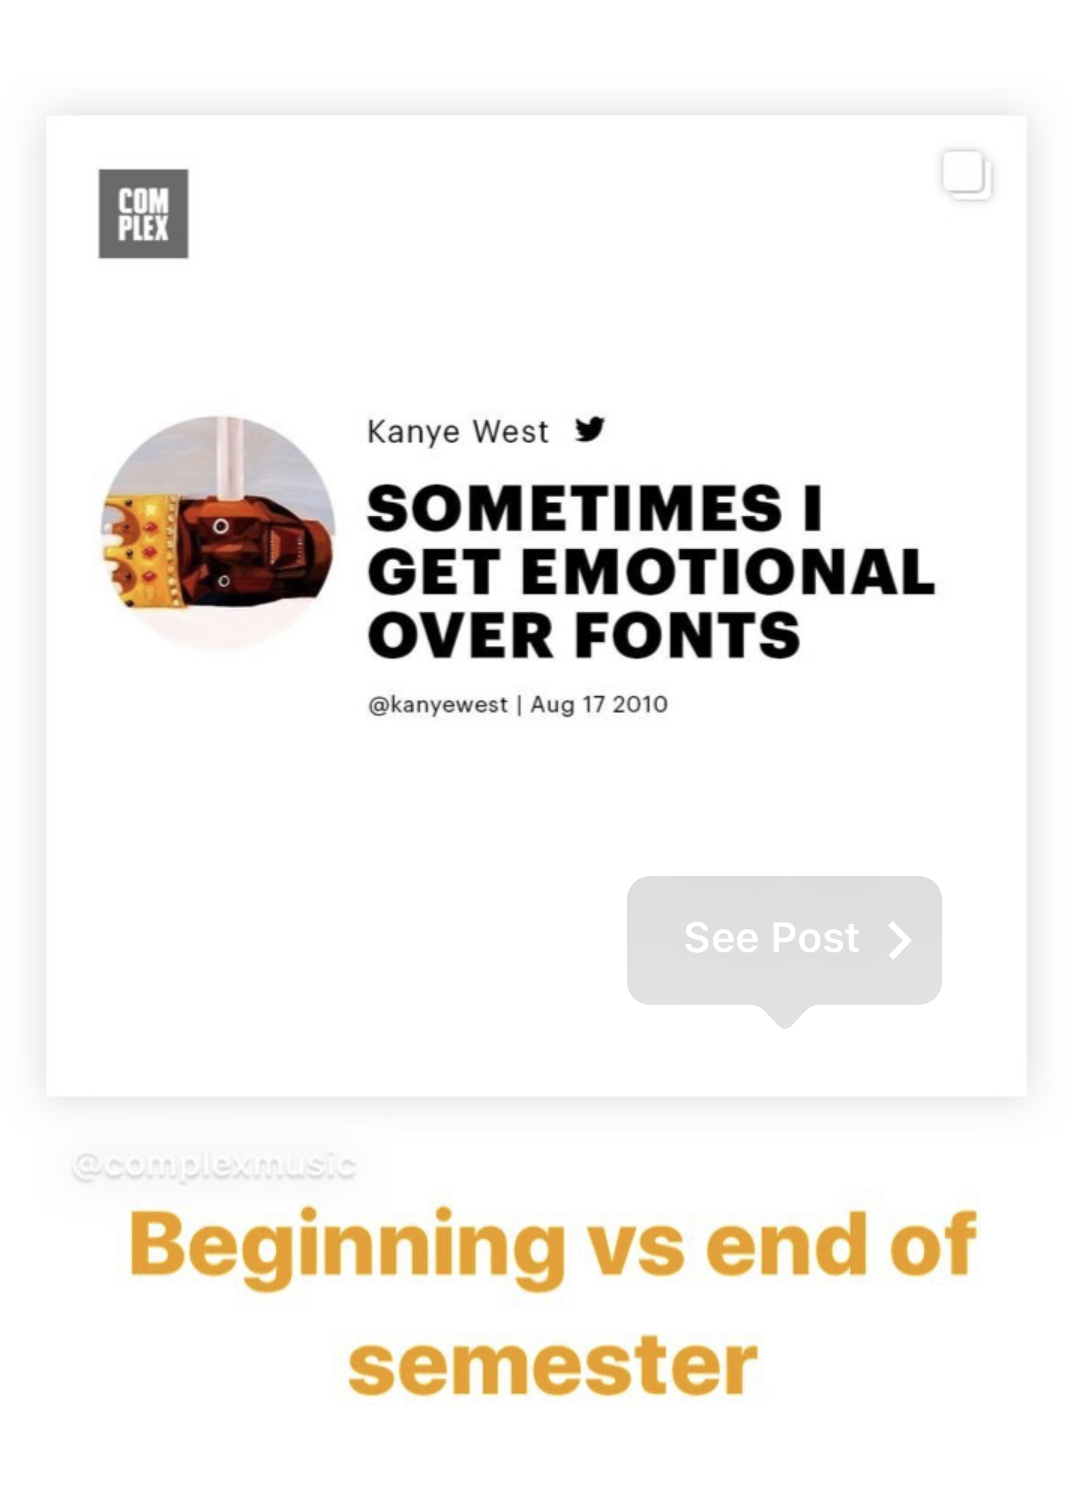 COM
PLEX
Kanye West
SOMETIMES I
GET EMOTIONAL
OVER FONTS
@kanyewest | Aug 17 2010
See Post
@complexmusic
Beginning vs end of
semester